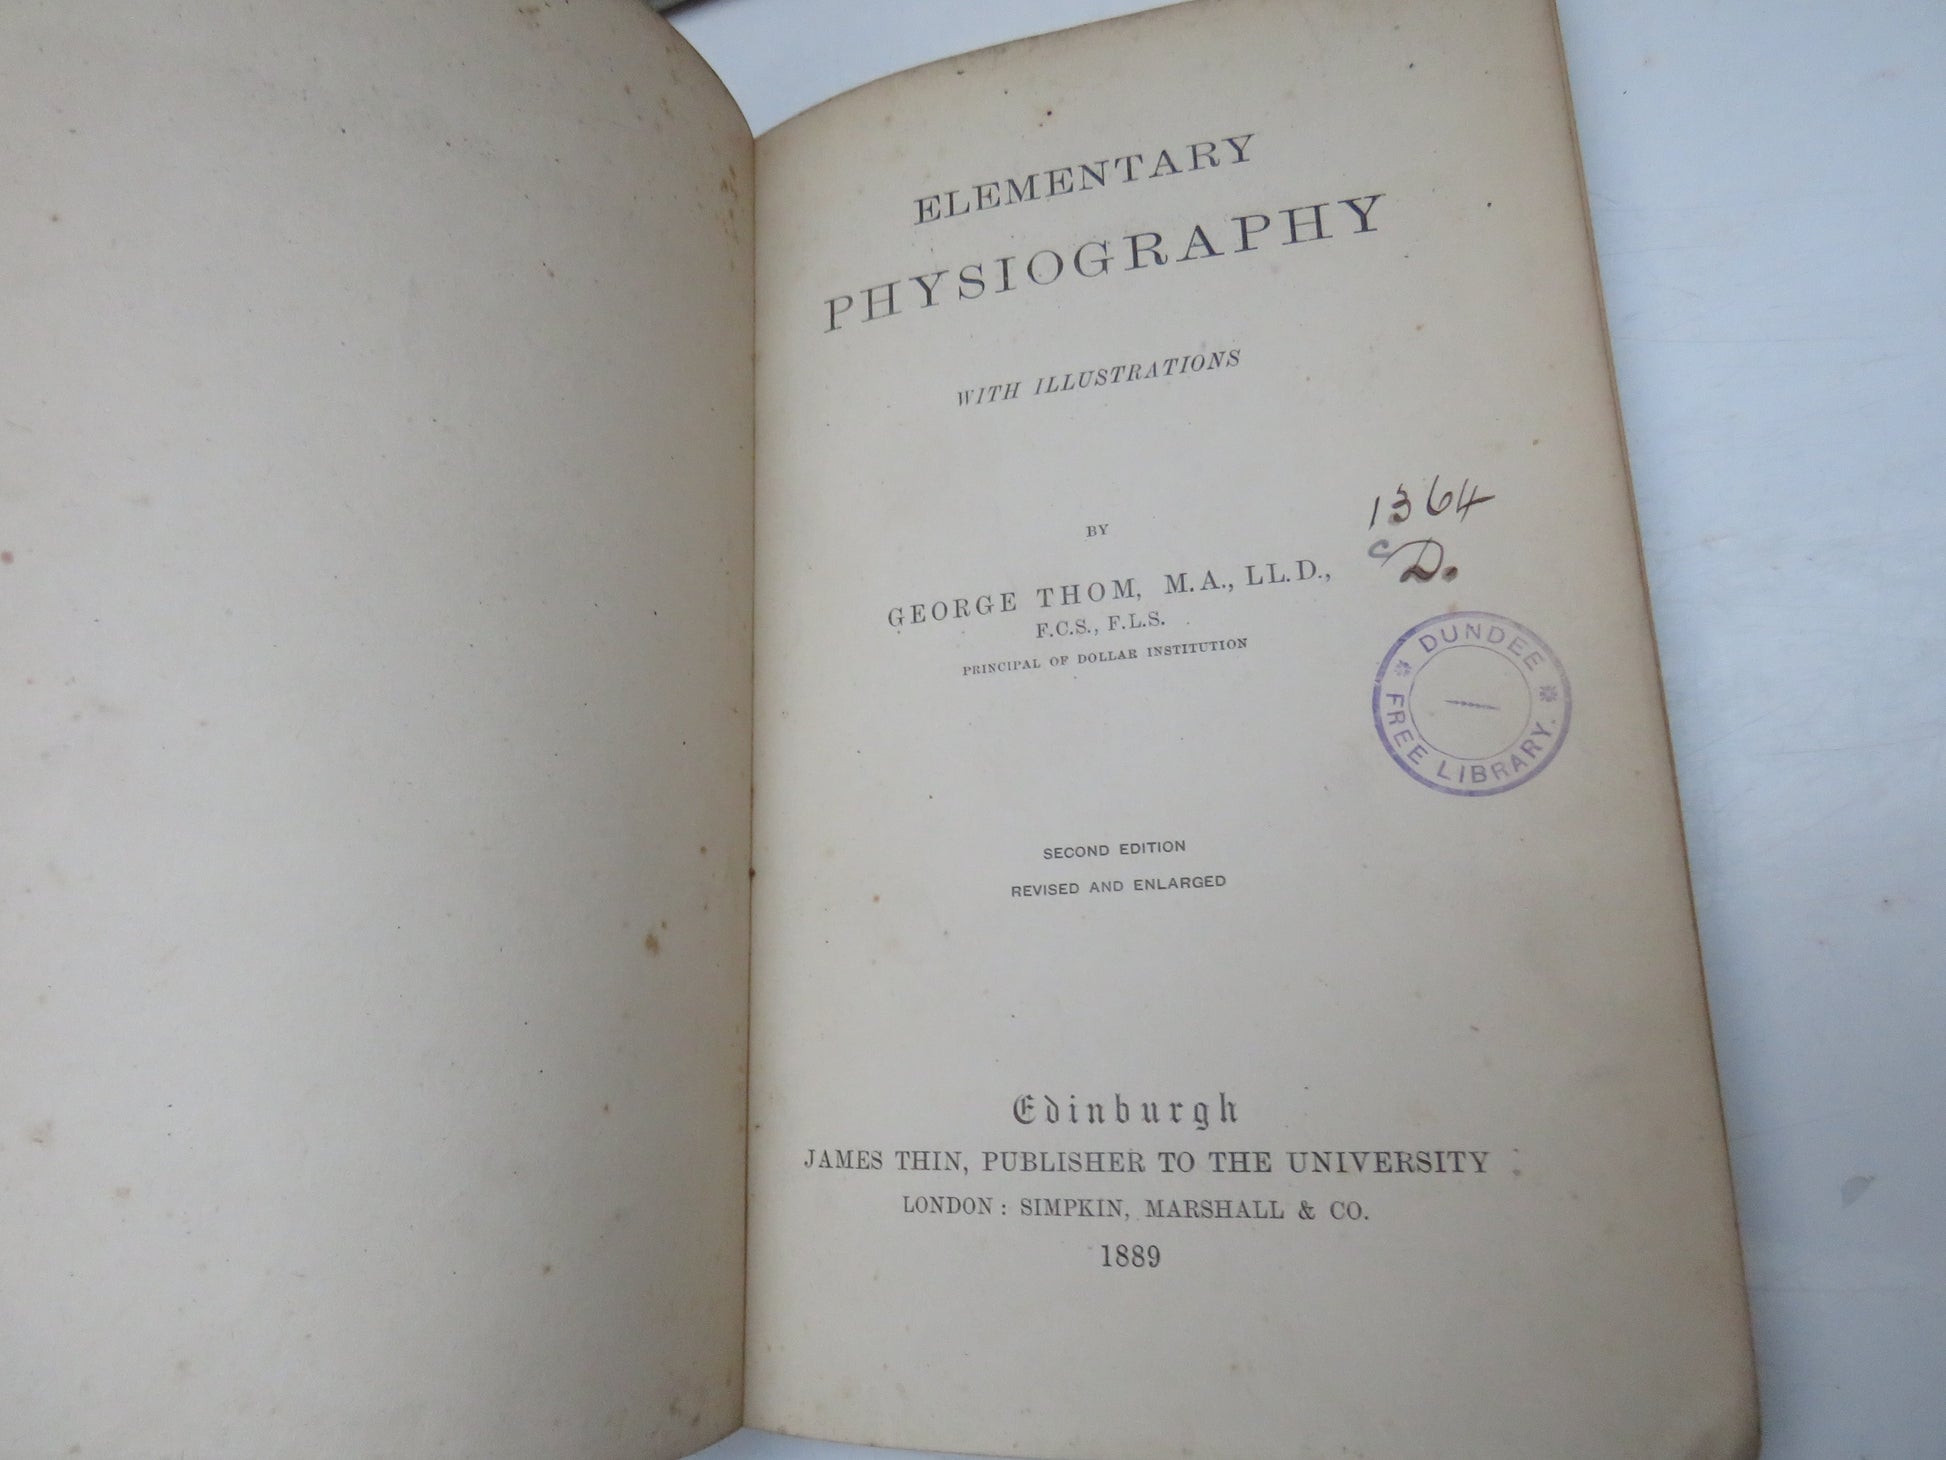 ELEMENTARY
PHYSIOGRAPHY
WITH ILLUSTRATIONS
BY
GEORGE THOM, M.A., LL.D.,
F.C.S., F.L.S.
PRINCIPAL OF DOLLAR INSTITUTION
1364
D.
* DUNDEE *
FREE LIBRARY.
SECOND EDITION
REVISED AND ENLARGED
Edinburgh
JAMES THIN, PUBLISHER TO THE UNIVERSITY
LONDON: SIMPKIN, MARSHALL & CO.
1889